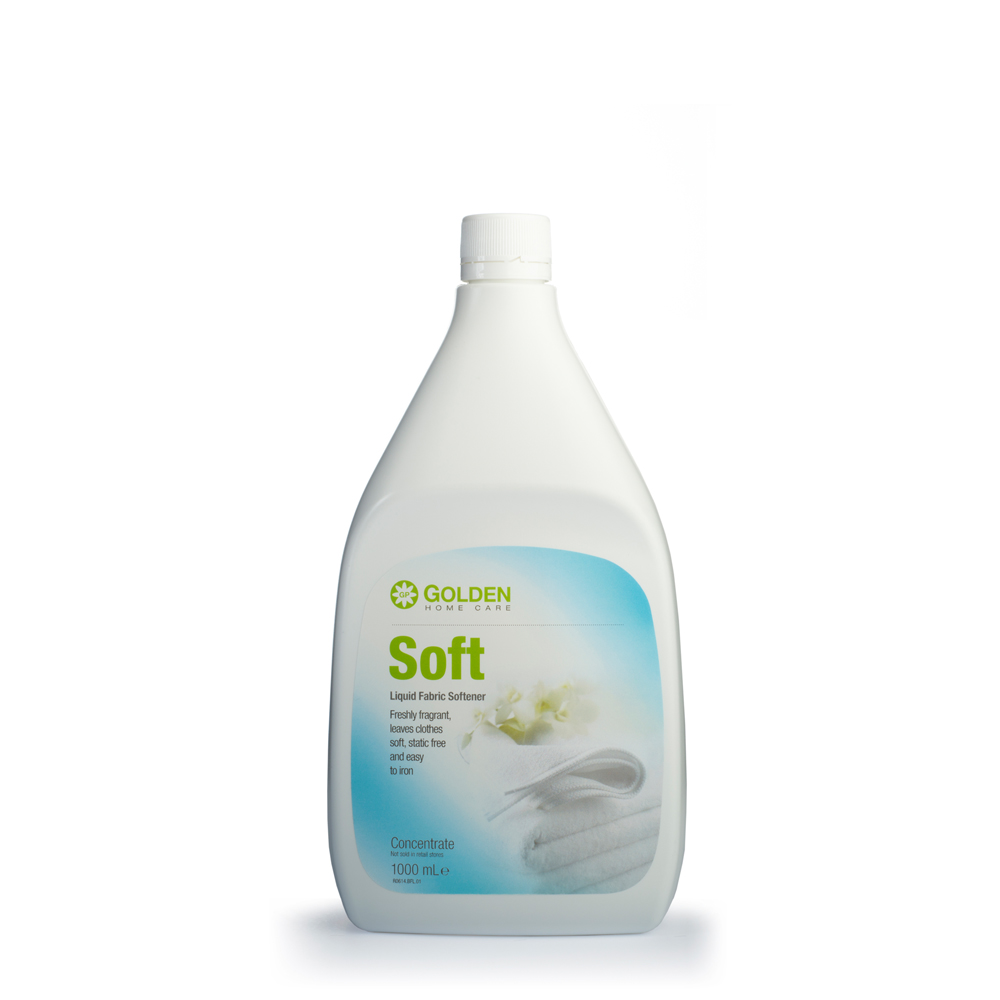 GP
GOLDEN
HOME CARE
Soft
Liquid Fabric Softener
Freshly fragrant,
leaves clothes
soft, static free
and easy
to iron
Concentrate
Not sold in retail stores
1000 mL ℮